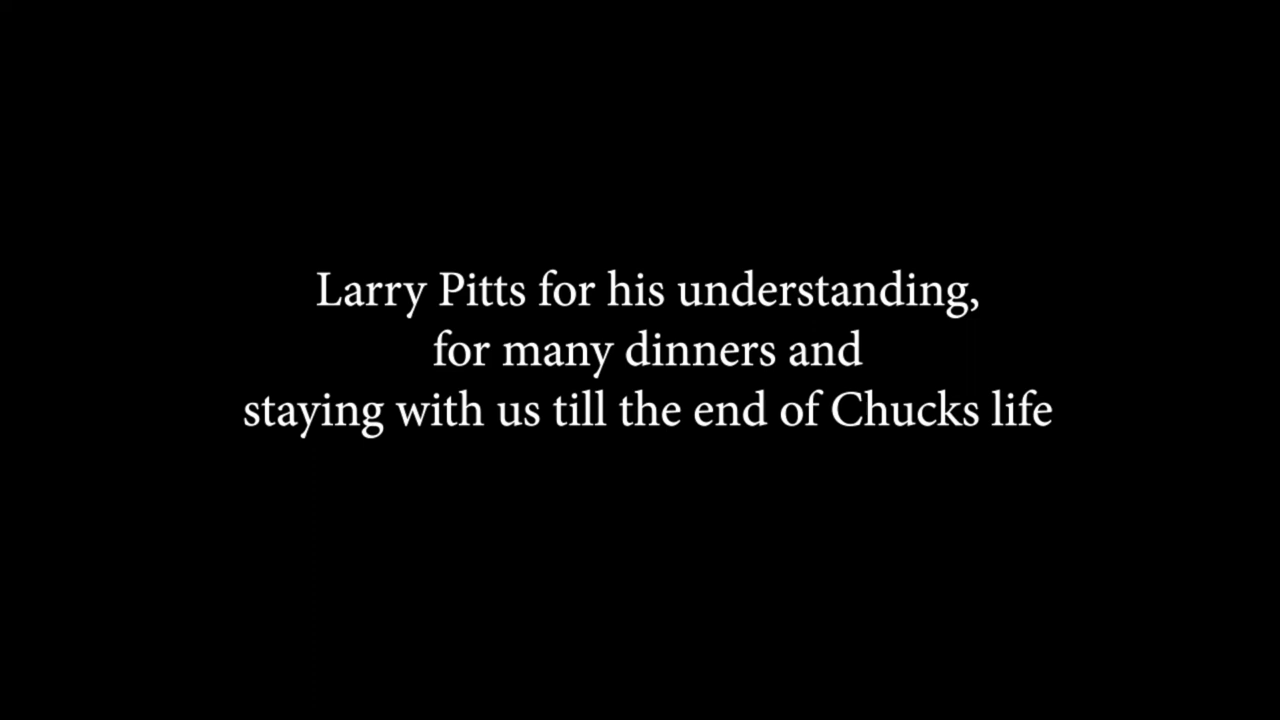 Larry Pitts for his understanding,
for many dinners and
staying with us till the end of Chucks life